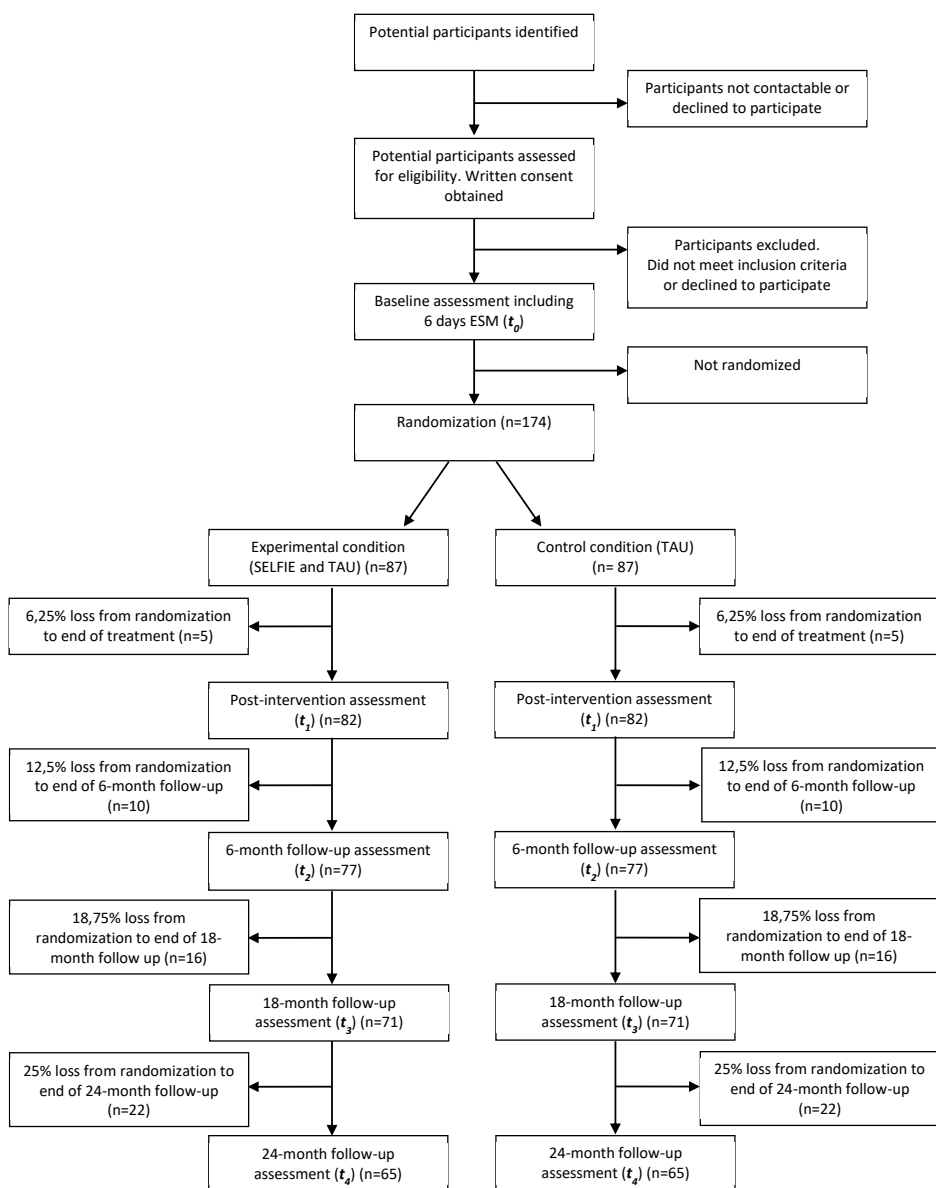 Potential participants identified
Participants not contactable or
declined to participate
Potential participants assessed
for eligibility. Written consent
obtained
Participants excluded.
Did not meet inclusion criteria
or declined to participate
Baseline assessment including
6 days ESM (t0)
Not randomized
Randomization (n=174)
Experimental condition
(SELFIE and TAU) (n=87)
Control condition (TAU)
(n= 87)
6,25% loss from randomization
to end of treatment (n=5)
6,25% loss from randomization
to end of treatment (n=5)
Post-intervention assessment
(t1) (n=82)
Post-intervention assessment
(t1) (n=82)
12,5% loss from randomization
to end of 6-month follow-up
(n=10)
12,5% loss from randomization
to end of 6-month follow-up
(n=10)
6-month follow-up assessment
(t2) (n=77)
6-month follow-up assessment
(t2) (n=77)
18,75% loss from
randomization to end of 18-
month follow up (n=16)
18,75% loss from
randomization to end of 18-
month follow up (n=16)
18-month follow-up
assessment (t3) (n=71)
18-month follow-up
assessment (t3) (n=71)
25% loss from randomization to
end of 24-month follow-up
(n=22)
25% loss from randomization to
end of 24-month follow-up
(n=22)
24-month follow-up
assessment (t4) (n=65)
24-month follow-up
assessment (t4) (n=65)